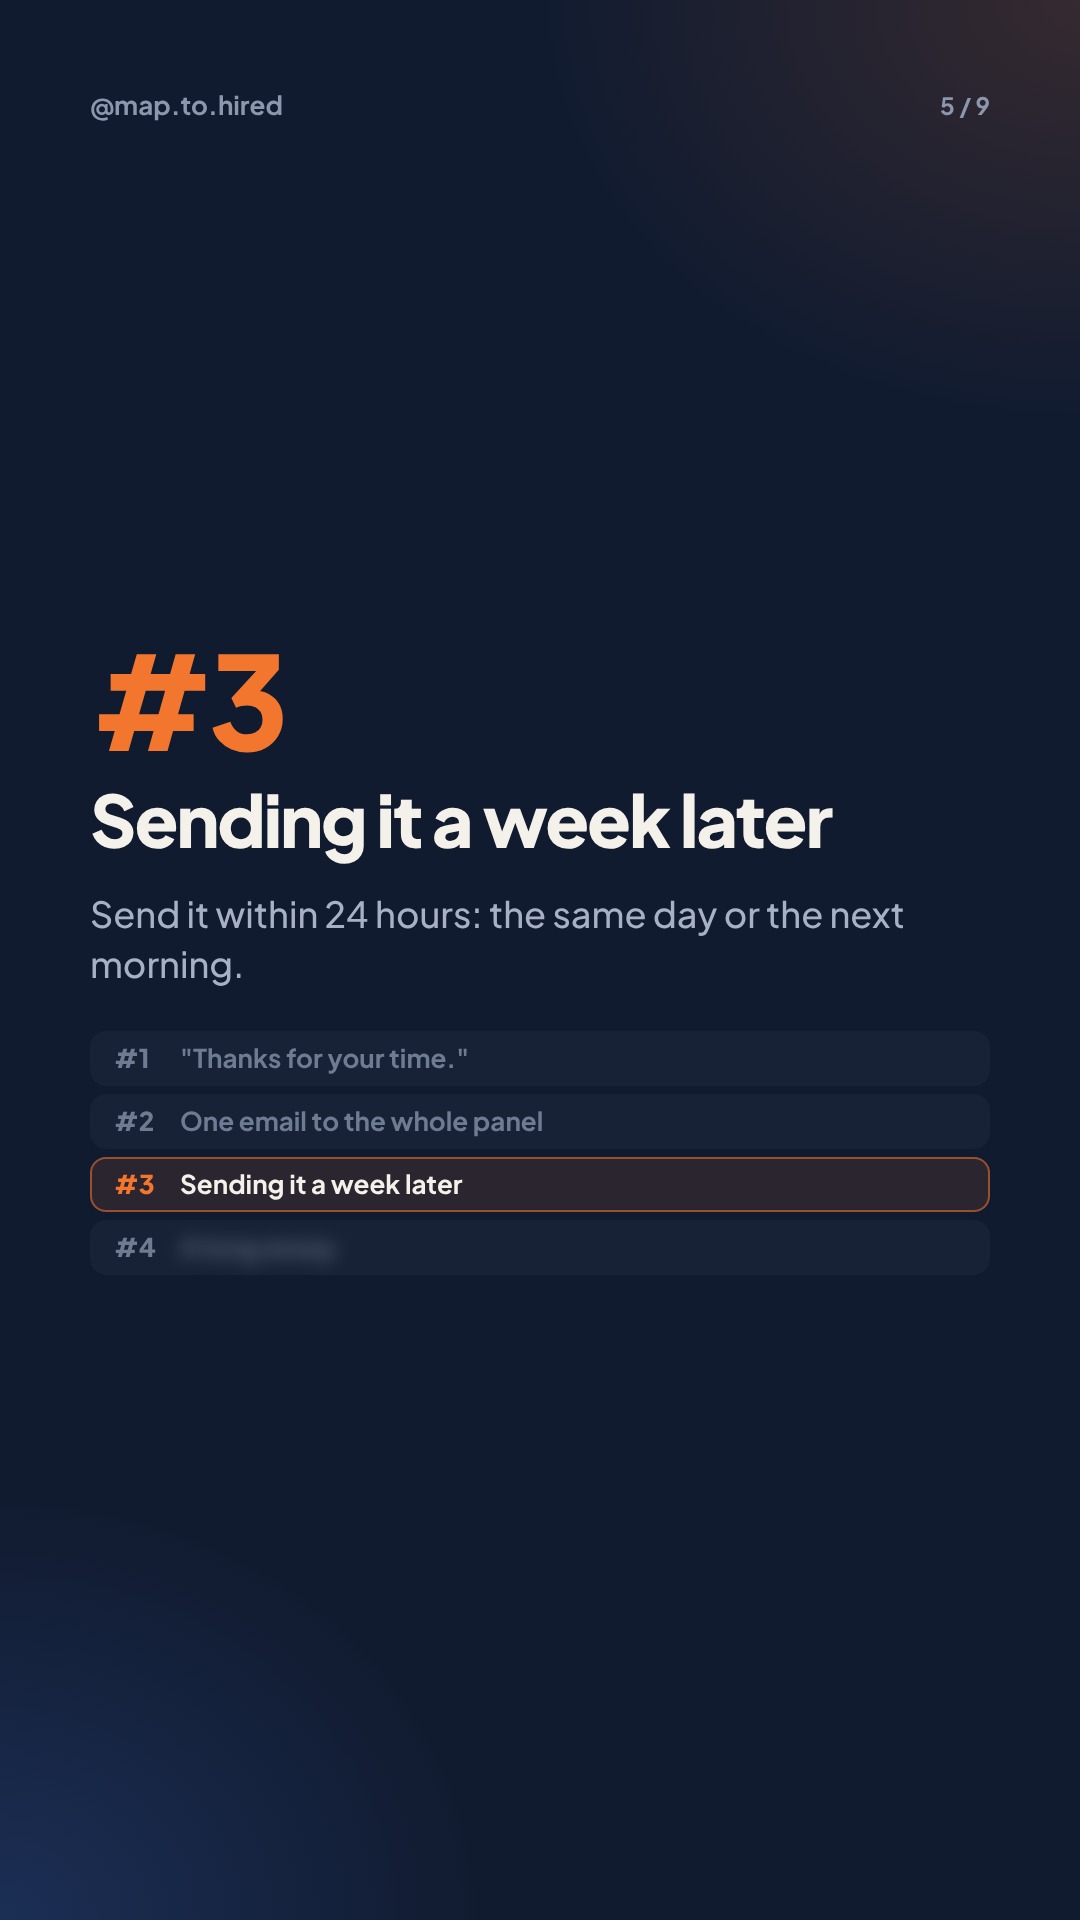 @map.to.hired
5 / 9
#3
Sending it a week later
Send it within 24 hours: the same day or the next
morning.
#1 "Thanks for your time."
#2 One email to the whole panel
#3 Sending it a week later
#4